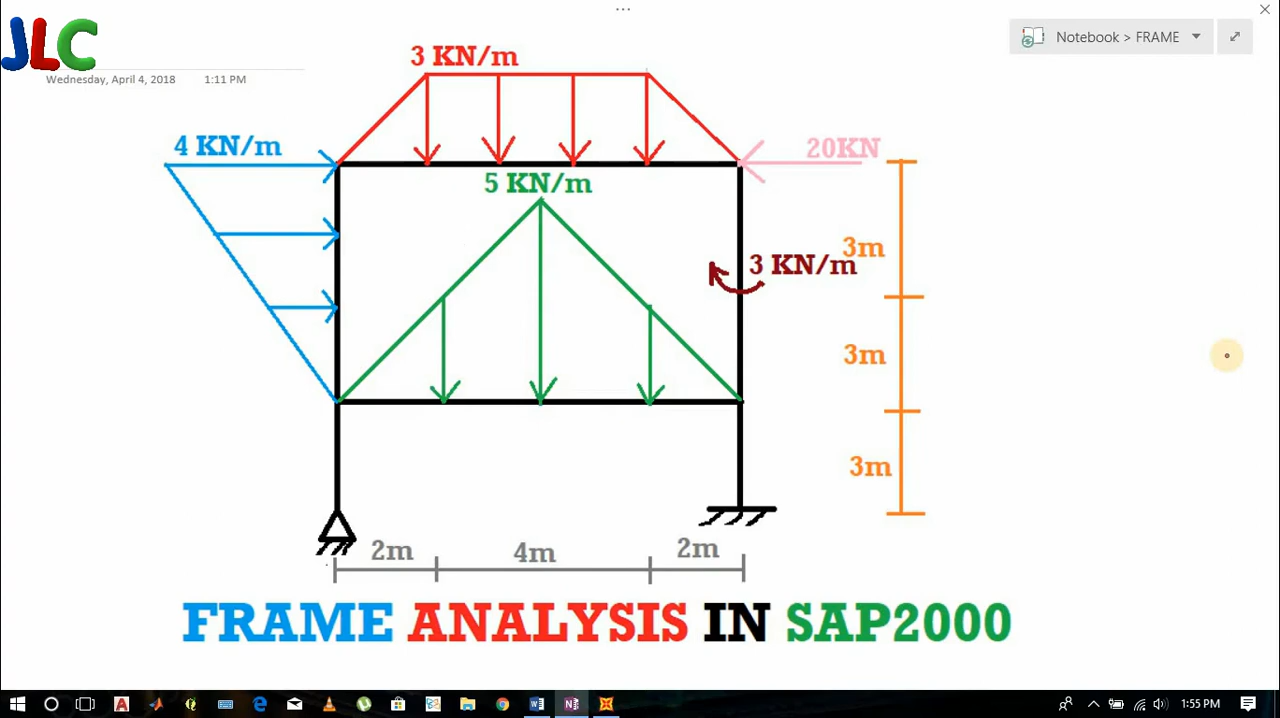 JLC
Notebook > FRAME
Wednesday, April 4, 2018 1:11 PM
3 KN/m
4 KN/m
20KN
5 KN/m
3m
3 KN/m
3m
3m
2m 4m 2m
FRAME ANALYSIS IN SAP2000
1:55 PM